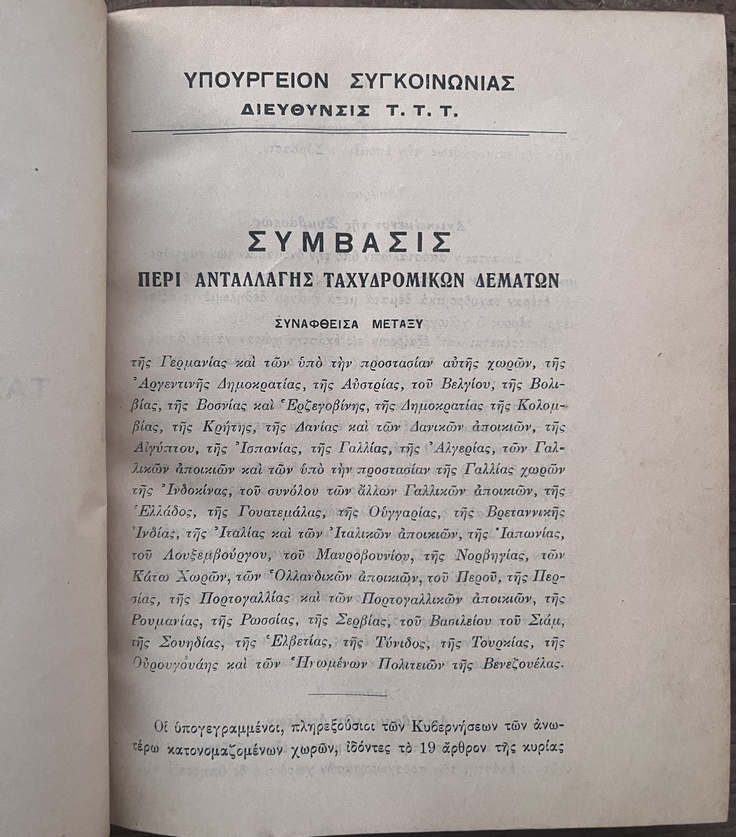 ΥΠΟΥΡΓΕΙΟΝ ΣΥΓΚΟΙΝΩΝΙΑΣ
ΔΙΕΥΘΥΝΣΙΣ Τ. Τ. Τ.
ΣΥΜΒΑΣΙΣ
ΠΕΡΙ ΑΝΤΑΛΛΑΓΗΣ ΤΑΧΥΔΡΟΜΙΚΩΝ ΔΕΜΑΤΩΝ
ΣΥΝΑΦΘΕΙΣΑ ΜΕΤΑΞΥ
τῆς Γερμανίας καὶ τῶν ὑπὸ τὴν προστασίαν αὐτῆς χωρῶν, τῆς
Ἀργεντινῆς Δημοκρατίας, τῆς Αὐστρίας, τοῦ Βελγίου, τῆς Βολι-
βίας, τῆς Βοσνίας καὶ Ἑρζεγοβίνης, τῆς Δημοκρατίας τῆς Κολομ-
βίας, τῆς Κρήτης, τῆς Δανίας καὶ τῶν Δανικῶν ἀποικιῶν, τῆς
Αἰγύπτου, τῆς Ἰσπανίας, τῆς Γαλλίας, τῆς Ἀλγερίας, τῶν Γαλ-
λικῶν ἀποικιῶν καὶ τῶν ὑπὸ τὴν προστασίαν τῆς Γαλλίας χωρῶν
τῆς Ἰνδοκίνας, τοῦ συνόλου τῶν ἄλλων Γαλλικῶν ἀποικιῶν, τῆς
Ἑλλάδος, τῆς Γουατεμάλας, τῆς Οὑγγαρίας, τῆς Βρεταννικῆς
Ἰνδίας, τῆς Ἰταλίας καὶ τῶν Ἰταλικῶν ἀποικιῶν, τῆς Ἰαπωνίας,
τοῦ Λουξεμβούργου, τοῦ Μαυροβουνίου, τῆς Νορβηγίας, τῶν
Κάτω Χωρῶν, τῶν Ὁλλανδικῶν ἀποικιῶν, τοῦ Περοῦ, τῆς Περ-
σίας, τῆς Πορτογαλλίας καὶ τῶν Πορτογαλλικῶν ἀποικιῶν, τῆς
Ρουμανίας, τῆς Ρωσσίας, τῆς Σερβίας, τοῦ Βασιλείου τοῦ Σιάμ,
τῆς Σουηδίας, τῆς Ἑλβετίας, τῆς Τύνιδος, τῆς Τουρκίας, τῆς
Οὐρουγουάης καὶ τῶν Ἡνωμένων Πολιτειῶν τῆς Βενεζουέλας.
Οἱ ὑπογεγραμμένοι, πληρεξούσιοι τῶν Κυβερνήσεων τῶν ἀνω-
τέρω κατονομαζομένων χωρῶν, ἰδόντες τὸ 19 ἄρθρον τῆς κυρίας